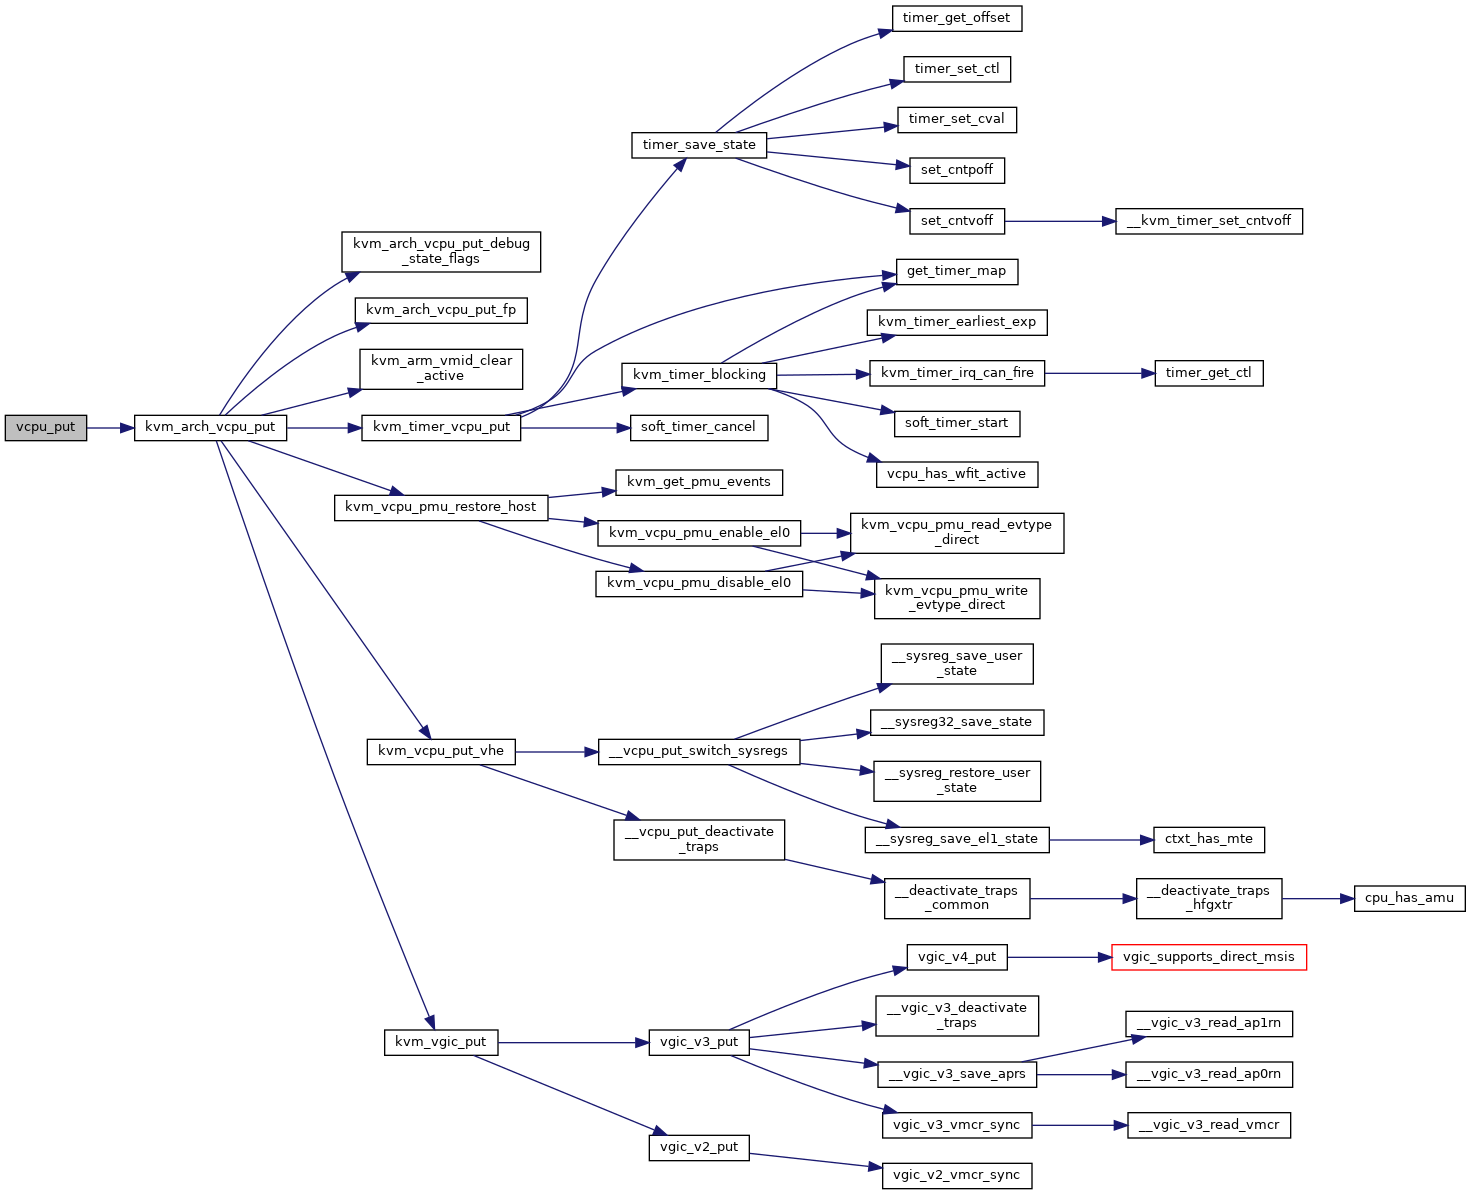 timer_get_offset
timer_set_ctl
timer_set_cval
timer_save_state
set_cntpoff
set_cntvoff
__kvm_timer_set_cntvoff
kvm_arch_vcpu_put_debug
_state_flags
get_timer_map
kvm_arch_vcpu_put_fp
kvm_timer_earliest_exp
kvm_arm_vmid_clear
_active
kvm_timer_blocking
kvm_timer_irq_can_fire
timer_get_ctl
vcpu_put
kvm_arch_vcpu_put
kvm_timer_vcpu_put
soft_timer_cancel
soft_timer_start
vcpu_has_wfit_active
kvm_get_pmu_events
kvm_vcpu_pmu_restore_host
kvm_vcpu_pmu_enable_el0
kvm_vcpu_pmu_read_evtype
_direct
kvm_vcpu_pmu_disable_el0
kvm_vcpu_pmu_write
_evtype_direct
__sysreg_save_user
_state
__sysreg32_save_state
kvm_vcpu_put_vhe
__vcpu_put_switch_sysregs
__sysreg_restore_user
_state
__vcpu_put_deactivate
_traps
__sysreg_save_el1_state
ctxt_has_mte
__deactivate_traps
_common
__deactivate_traps
_hfgxtr
cpu_has_amu
vgic_v4_put
vgic_supports_direct_msis
__vgic_v3_deactivate
_traps
__vgic_v3_read_ap1rn
kvm_vgic_put
vgic_v3_put
__vgic_v3_save_aprs
__vgic_v3_read_ap0rn
vgic_v3_vmcr_sync
__vgic_v3_read_vmcr
vgic_v2_put
vgic_v2_vmcr_sync